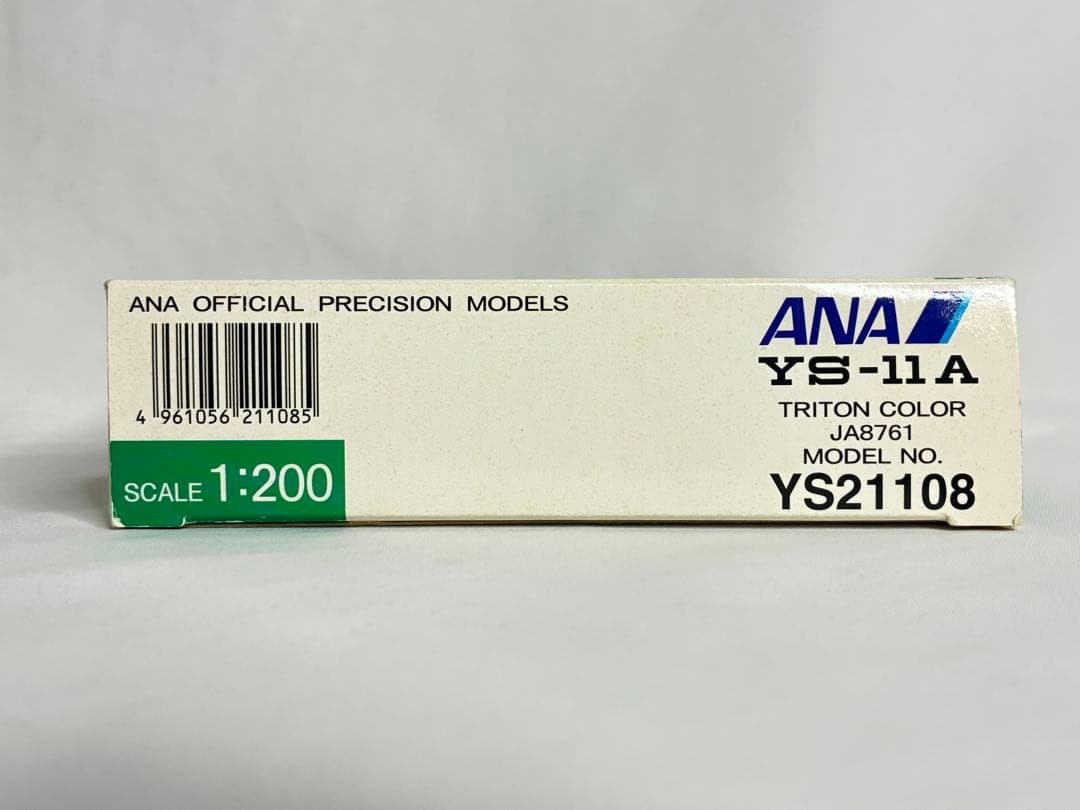 ANA OFFICIAL PRECISION MODELS
4 961056 211085
SCALE 1:200
ANA
YS-11A
TRITON COLOR
JA8761
MODEL NO.
YS21108